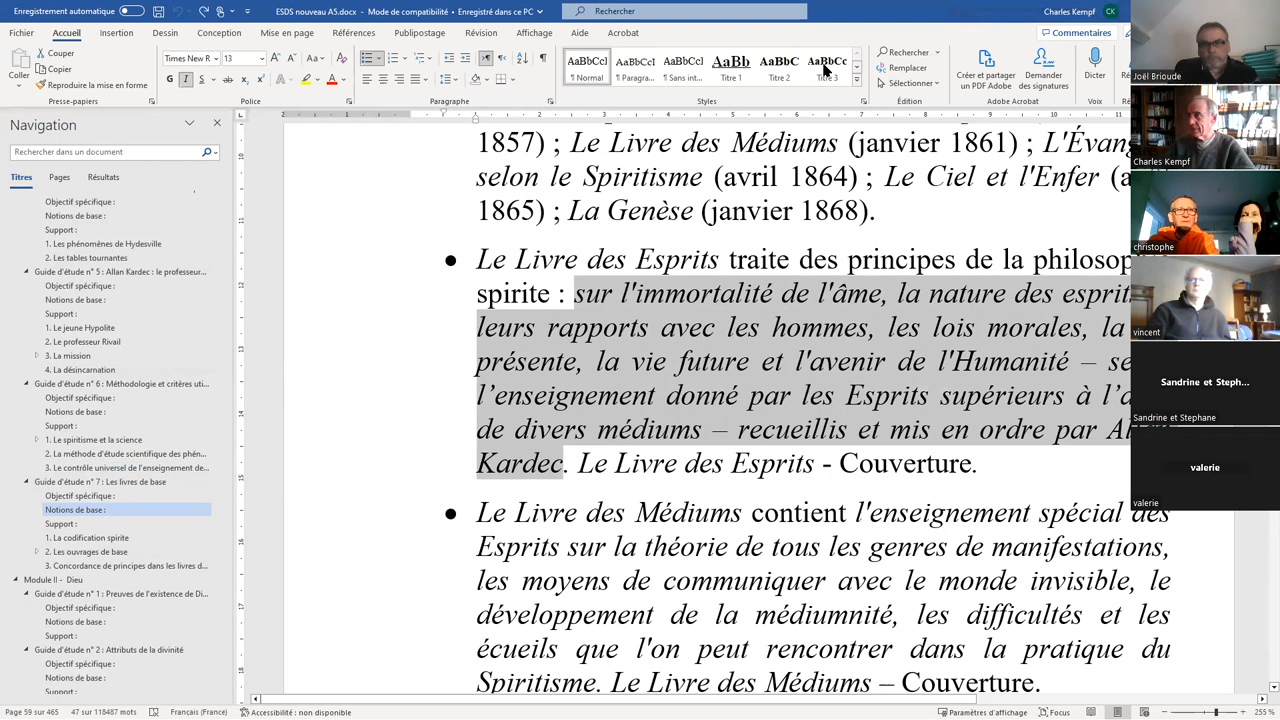 Enregistrement automatique
ESDS nouveau A5.docx - Mode de compatibilité • Enregistré dans ce PC
Rechercher
Charles Kempf
CK
Fichier Accueil Insertion Dessin Conception Mise en page Références Publipostage Révision Affichage Aide Acrobat
Commentaires
Coller
Couper
Copier
Reproduire la mise en forme
Presse-papiers
Times New R... 13
G I S
Police
Paragraphe
AaBbCcI AaBbCcI AaBbCcI AaBb AaBbC AaBbCc
¶ Normal ¶ Paragra... ¶ Sans int... Titre 1 Titre 2
Styles
Rechercher
Remplacer
Sélectionner
Édition
Créer et partager
un PDF Adobe
Demander
des signatures
Adobe Acrobat
Dicter
Voix
Navigation
Rechercher dans un document
Titres Pages Résultats
Objectif spécifique :
Notions de base :
Support :
1. Les phénomènes de Hydesville
2. Les tables tournantes
Guide d'étude n° 5 : Allan Kardec : le professeur...
Objectif spécifique :
Notions de base :
Support :
1. Le jeune Hypolite
2. Le professeur Rivail
3. La mission
4. La désincarnation
Guide d'étude n° 6 : Méthodologie et critères uti...
Objectif spécifique :
Notions de base :
Support :
1. Le spiritisme et la science
2. La méthode d'étude scientifique des phén...
3. Le contrôle universel de l'enseignement de...
Guide d'étude n° 7 : Les livres de base
Objectif spécifique :
Notions de base :
Support :
1. La codification spirite
2. Les ouvrages de base
3. Concordance de principes dans les livres d...
Module II - Dieu
Guide d'étude n° 1 : Preuves de l'existence de Di...
Objectif spécifique :
Notions de base :
Support :
Guide d'étude n° 2 : Attributs de la divinité
Objectif spécifique :
Notions de base :
Support :
1857) ; Le Livre des Médiums (janvier 1861) ; L'Évang
selon le Spiritisme (avril 1864) ; Le Ciel et l'Enfer (a
1865) ; La Genèse (janvier 1868).
● Le Livre des Esprits traite des principes de la philosop
spirite : sur l'immortalité de l'âme, la nature des esprit
leurs rapports avec les hommes, les lois morales, la
présente, la vie future et l'avenir de l'Humanité – se
l’enseignement donné par les Esprits supérieurs à l’a
de divers médiums – recueillis et mis en ordre par Al
Kardec. Le Livre des Esprits - Couverture.
● Le Livre des Médiums contient l'enseignement spécial des
Esprits sur la théorie de tous les genres de manifestations,
les moyens de communiquer avec le monde invisible, le
développement de la médiumnité, les difficultés et les
écueils que l'on peut rencontrer dans la pratique du
Spiritisme. Le Livre des Médiums – Couverture.
Joël Brioude
Charles Kempf
christophe
vincent
Sandrine et Steph...
Sandrine et Stephane
valerie
valerie
Page 59 sur 465 47 sur 118487 mots Français (France) Accessibilité : non disponible
Paramètres d'affichage Focus 255 %